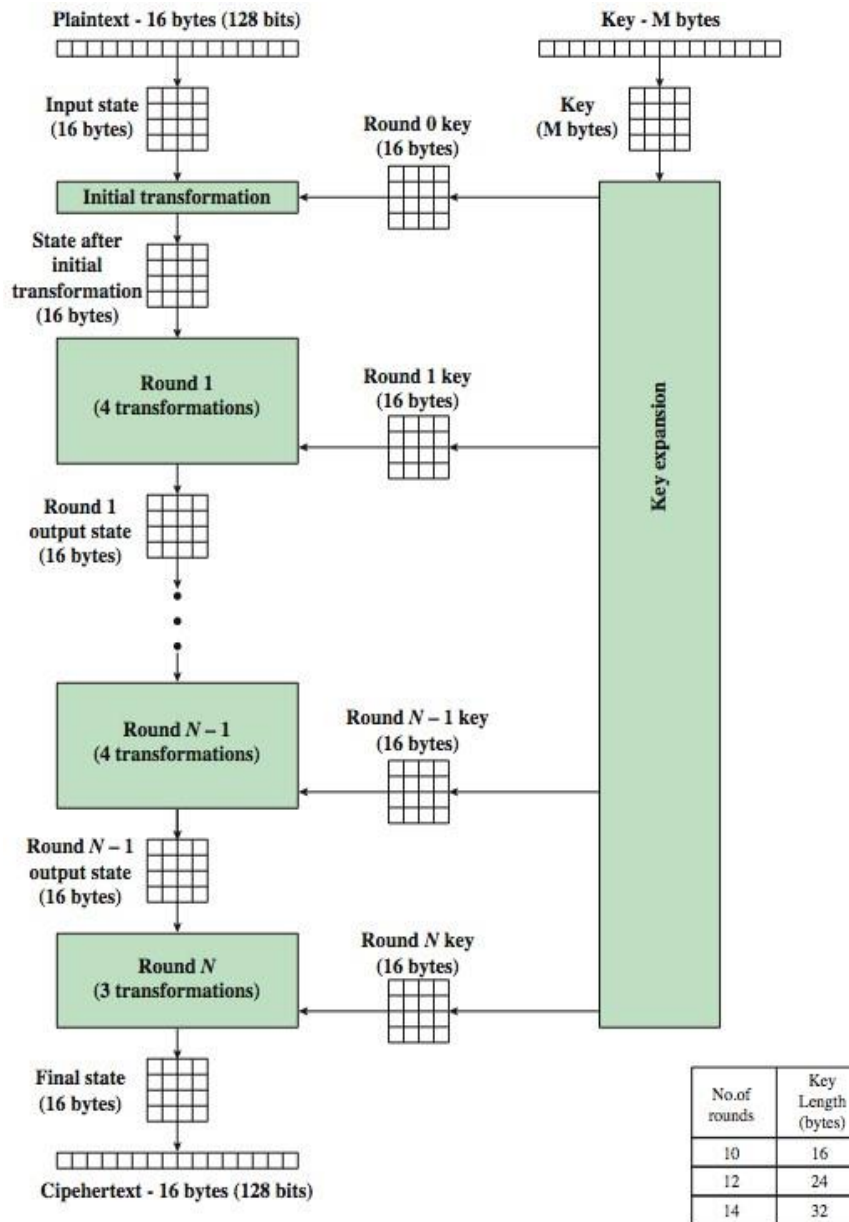 Plaintext - 16 bytes (128 bits)
Key - M bytes
Input state
(16 bytes)
Key
(M bytes)
Round 0 key
(16 bytes)
Initial transformation
State after
initial
transformation
(16 bytes)
Round 1
(4 transformations)
Round 1 key
(16 bytes)
Key expansion
Round 1
output state
(16 bytes)
Round N – 1
(4 transformations)
Round N – 1 key
(16 bytes)
Round N – 1
output state
(16 bytes)
Round N
(3 transformations)
Round N key
(16 bytes)
Final state
(16 bytes)
Cipehertext - 16 bytes (128 bits)
No.of
rounds
Key
Length
(bytes)
10 16
12 24
14 32